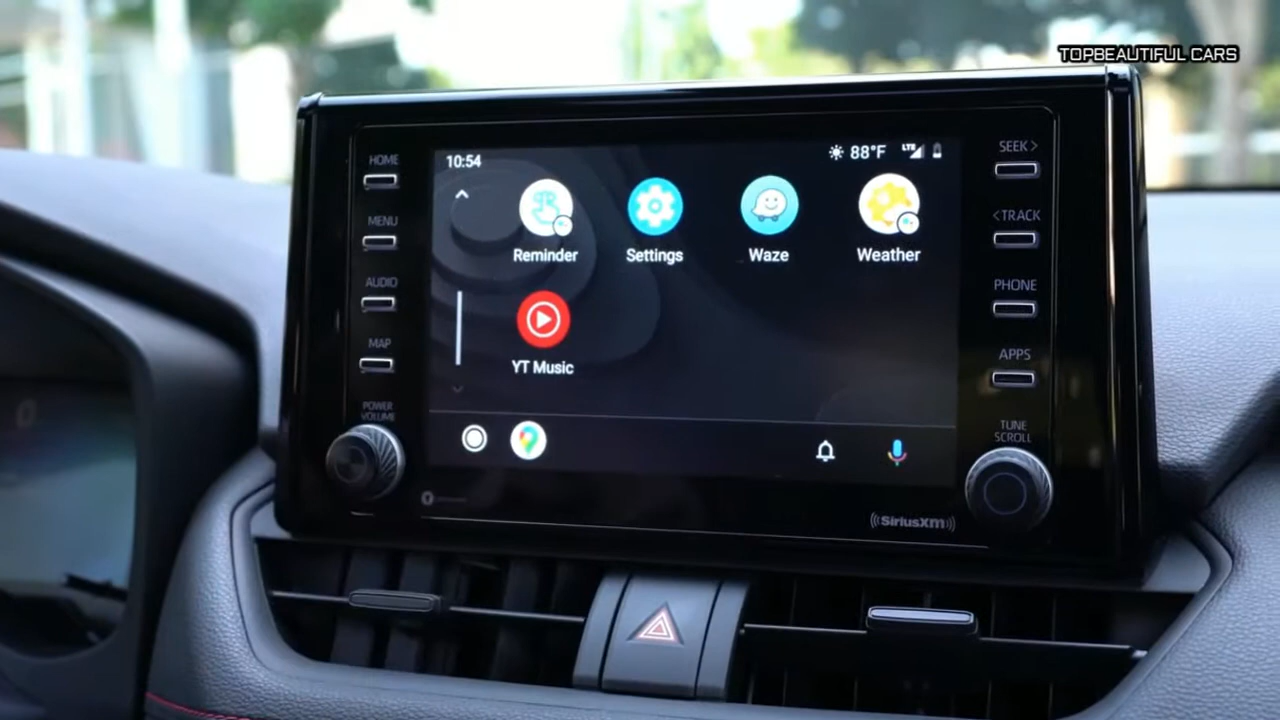 TOPBEAUTIFUL CARS
HOME
MENU
AUDIO
MAP
POWER
VOLUME
10:54
88°F
LTE
Reminder
Settings
Waze
Weather
YT Music
SiriusXM
SEEK>
<TRACK
PHONE
APPS
TUNE
SCROLL